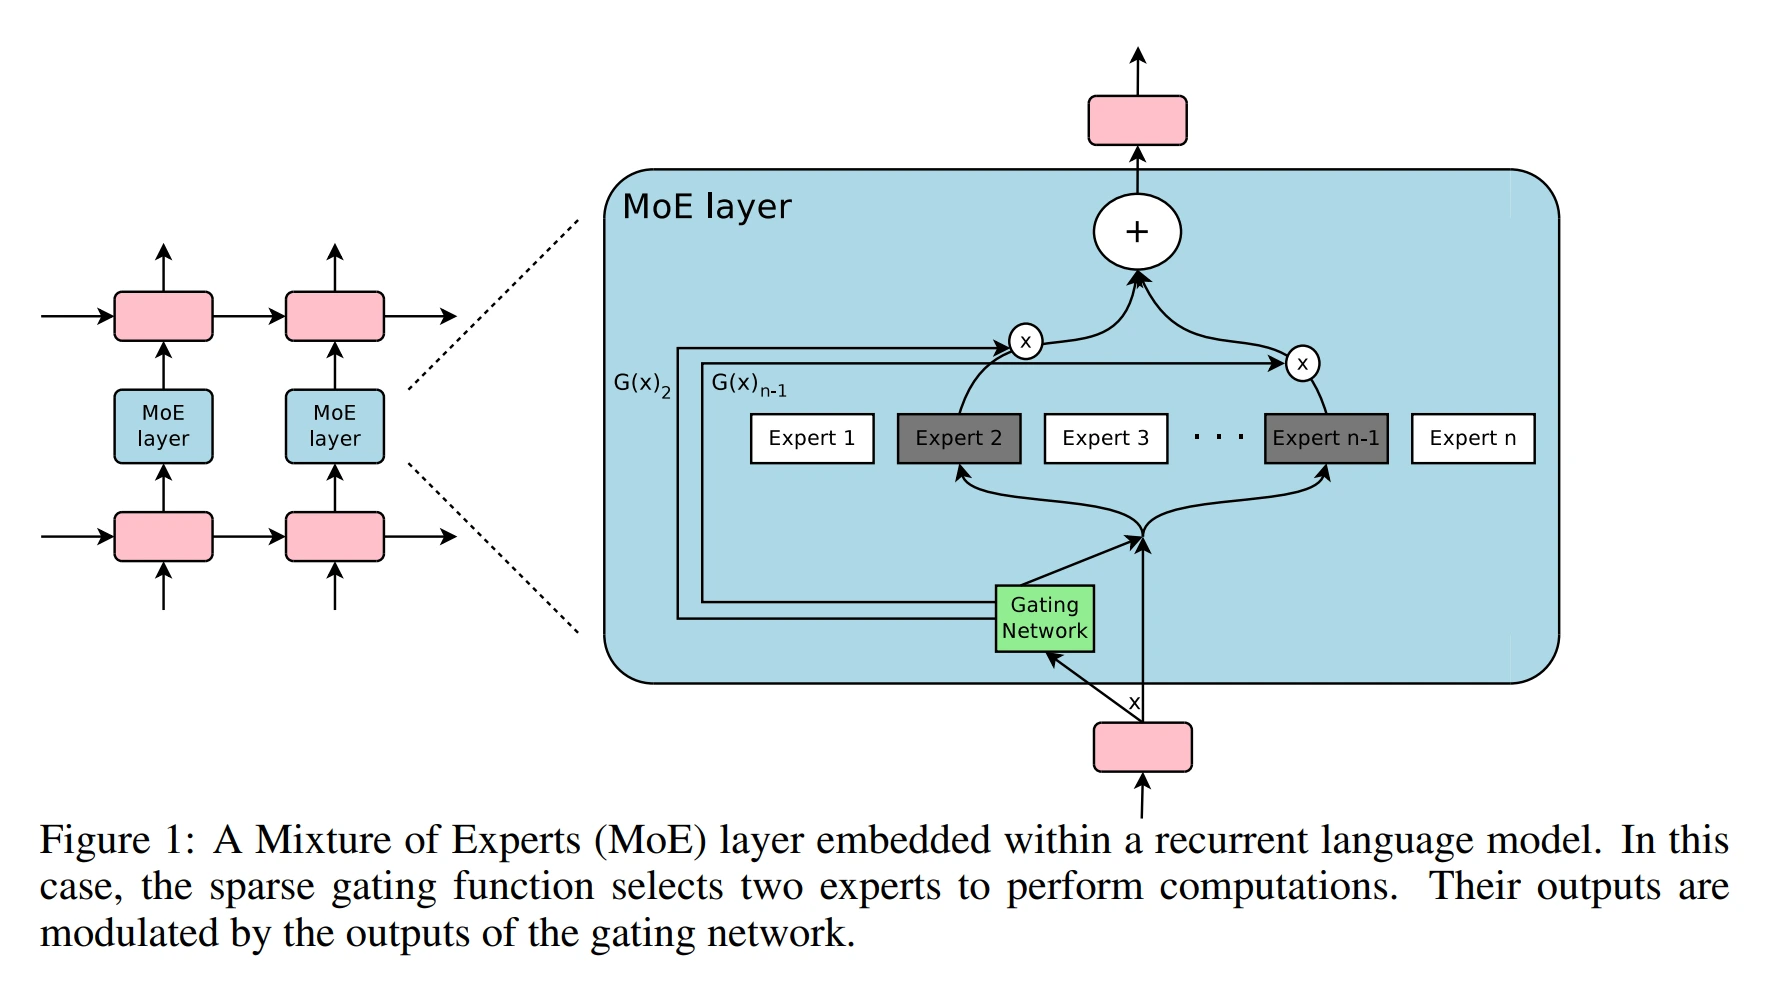 MoE layer
+
x
x
G(x)2
G(x)n-1
MoE
layer
MoE
layer
Expert 1
Expert 2
Expert 3
. . .
Expert n-1
Expert n
Gating
Network
x
Figure 1: A Mixture of Experts (MoE) layer embedded within a recurrent language model. In this
case, the sparse gating function selects two experts to perform computations. Their outputs are
modulated by the outputs of the gating network.